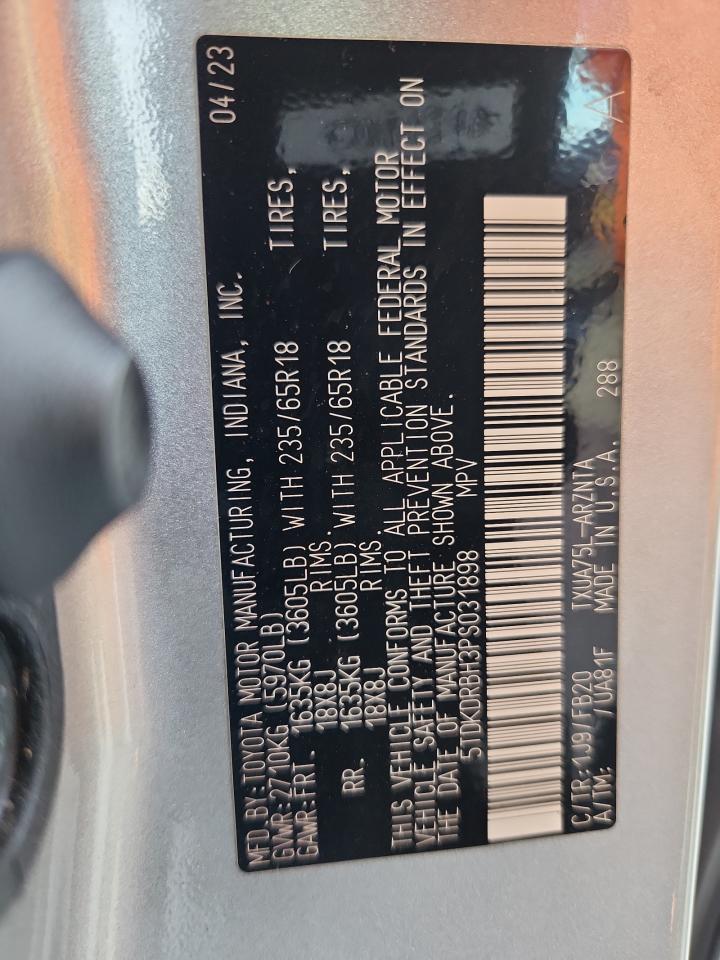 MFD.BY:TOYOTA MOTOR MANUFACTURING, INDIANA, INC. 04/23
GVWR:2710KG (5970LB)
GAWR:FRT. 1635KG (3605LB) WITH 235/65R18 TIRES,
18X8J RIMS.
RR. 1635KG (3605LB) WITH 235/65R18 TIRES,
18X8J RIMS.
THIS VEHICLE CONFORMS TO ALL APPLICABLE FEDERAL MOTOR
VEHICLE SAFETY AND THEFT PREVENTION STANDARDS IN EFFECT ON
THE DATE OF MANUFACTURE SHOWN ABOVE.
5TDKDRBH3PS031898 MPV
C/TR:1J9 /FB20 TXUA75L-ARZNTA
A/TM: /UA81F MADE IN U.S.A. 288
A